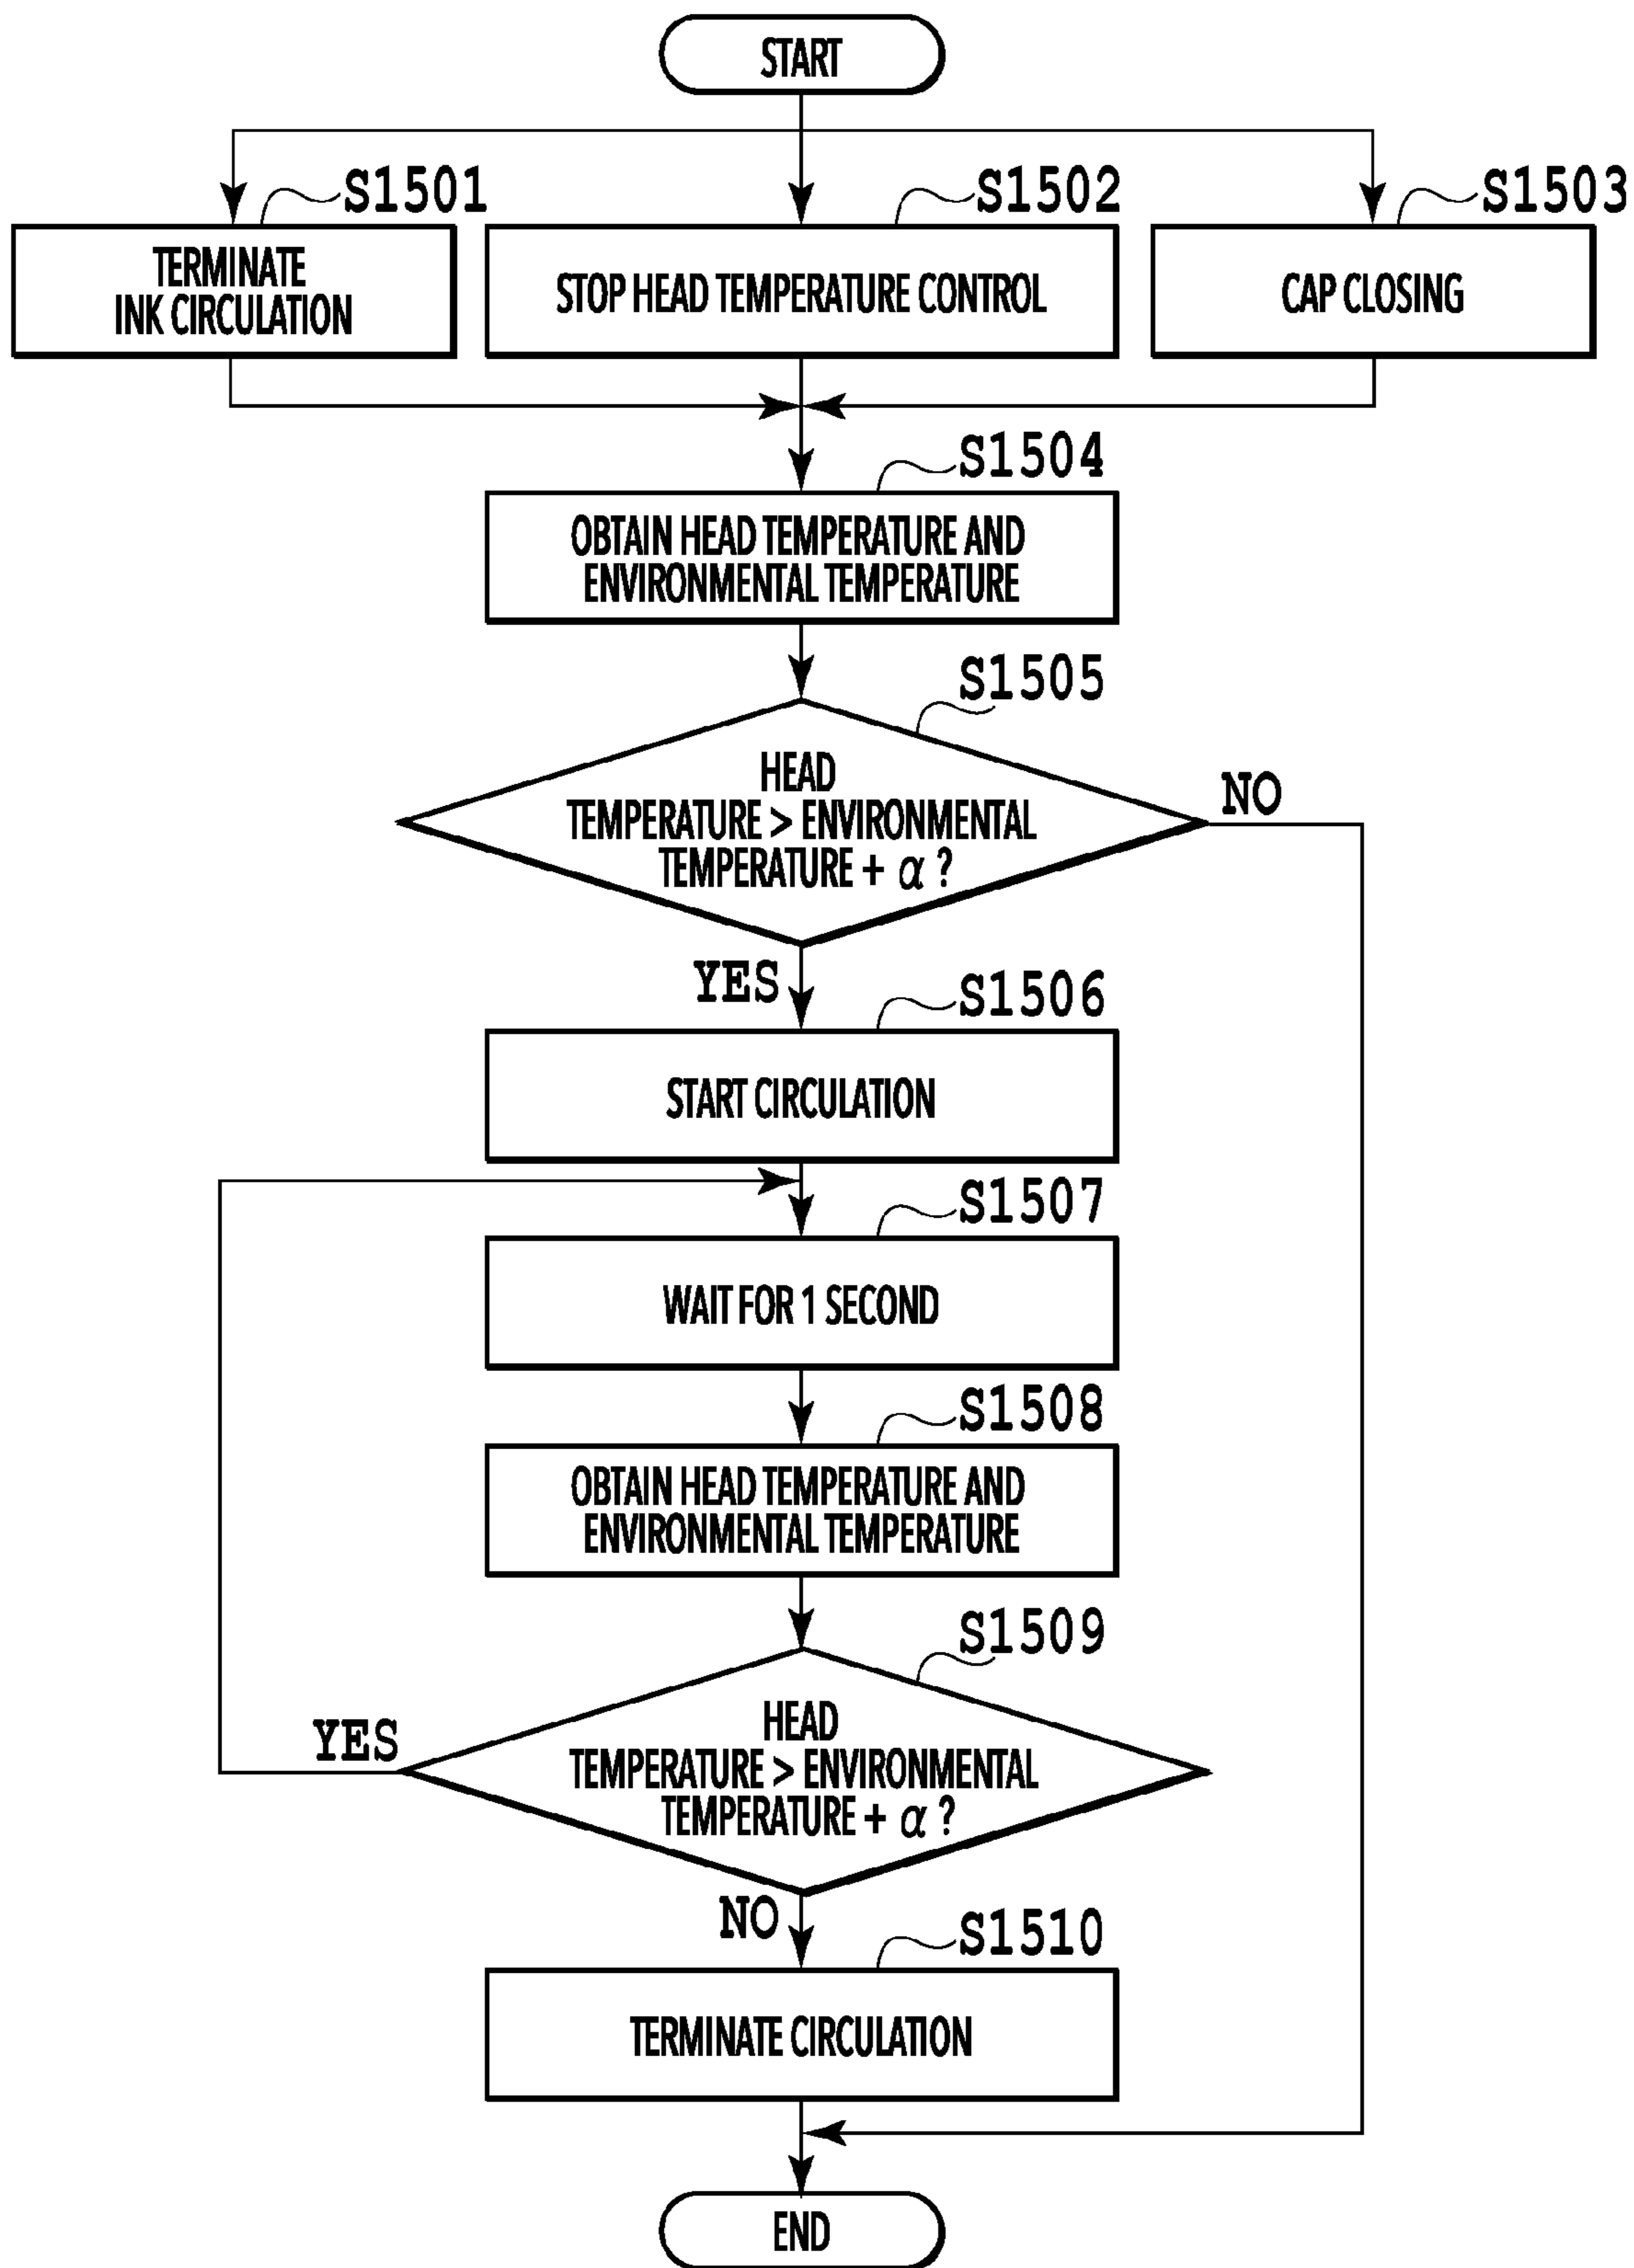 START
S1501
S1502
S1503
TERMINATE
INK CIRCULATION
STOP HEAD TEMPERATURE CONTROL
CAP CLOSING
S1504
OBTAIN HEAD TEMPERATURE AND
ENVIRONMENTAL TEMPERATURE
S1505
HEAD
TEMPERATURE > ENVIRONMENTAL
TEMPERATURE + α ?
NO
YES
S1506
START CIRCULATION
S1507
WAIT FOR 1 SECOND
S1508
OBTAIN HEAD TEMPERATURE AND
ENVIRONMENTAL TEMPERATURE
S1509
HEAD
TEMPERATURE > ENVIRONMENTAL
TEMPERATURE + α ?
YES
NO
S1510
TERMINATE CIRCULATION
END